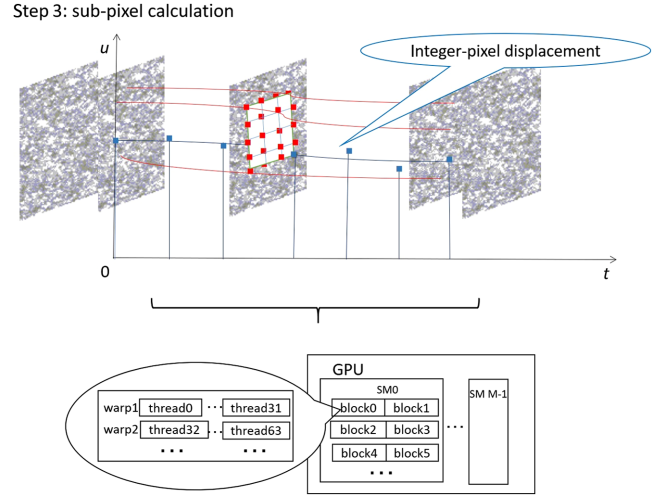 Step 3: sub-pixel calculation
u
Integer-pixel displacement
0
t
GPU
SM0
SM M-1
warp1 thread0 ... thread31
block0 block1
warp2 thread32 ... thread63
block2 block3
...
... ...
block4 block5
...